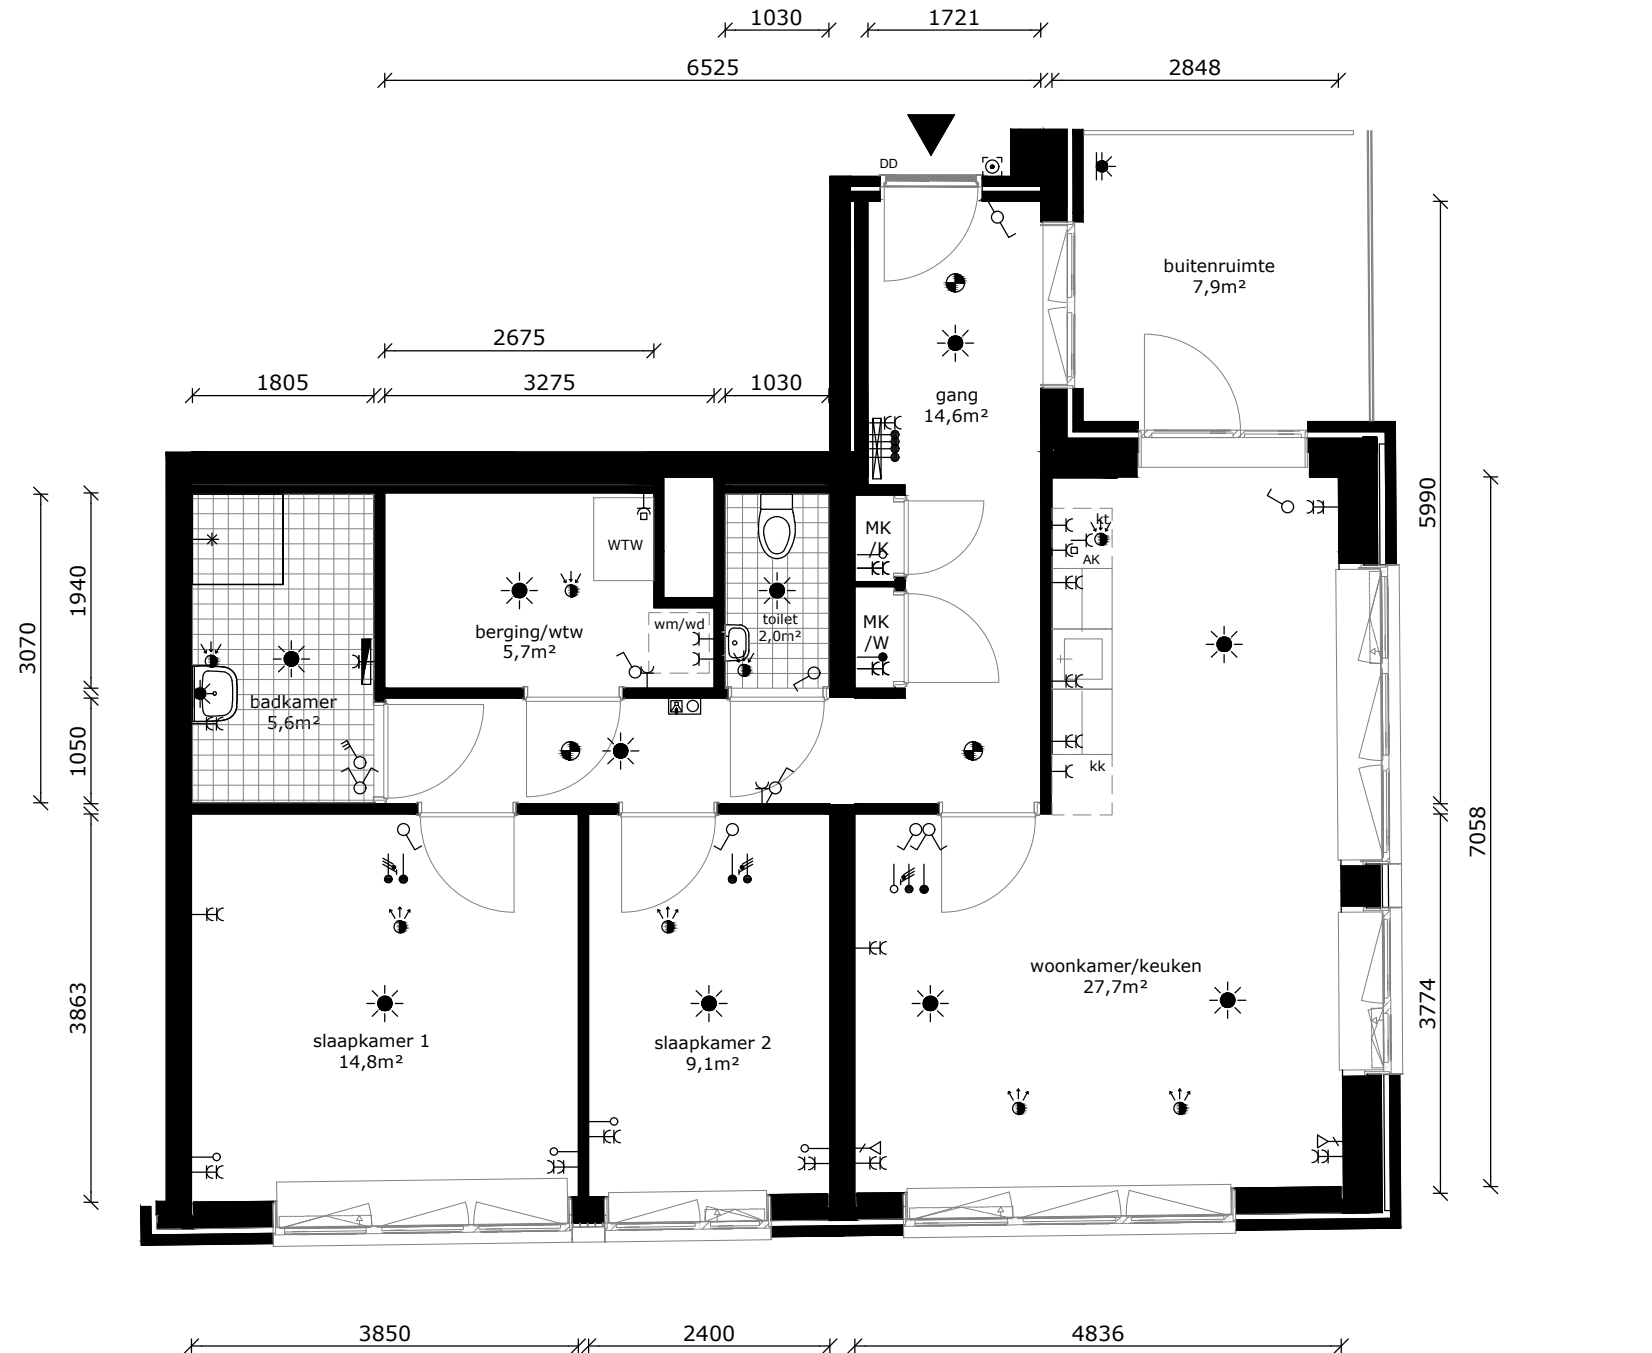 1030
1721
6525
2848
DD
buitenruimte
7,9m²
2675
1805
3275
1030
gang
14,6m²
5990
3070
1940
MK
/K
kt
AK
WTW
berging/wtw
5,7m²
wm/wd
toilet
2,0m²
MK
/W
badkamer
5,6m²
1050
kk
7058
woonkamer/keuken
27,7m²
3863
3774
slaapkamer 1
14,8m²
slaapkamer 2
9,1m²
3850
2400
4836